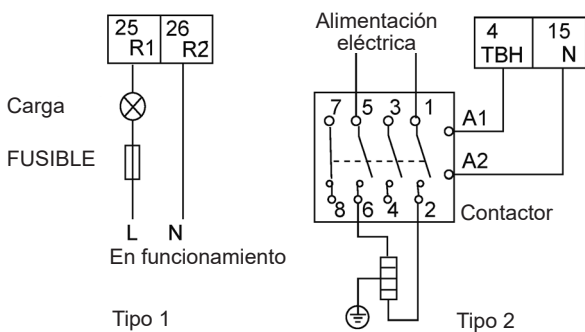 25 26
R1 R2
Carga
FUSIBLE
L N
En funcionamiento
Tipo 1
Alimentación
eléctrica
4 15
TBH N
7 5 3 1
A1
A2
8 6 4 2
Contactor
Tipo 2